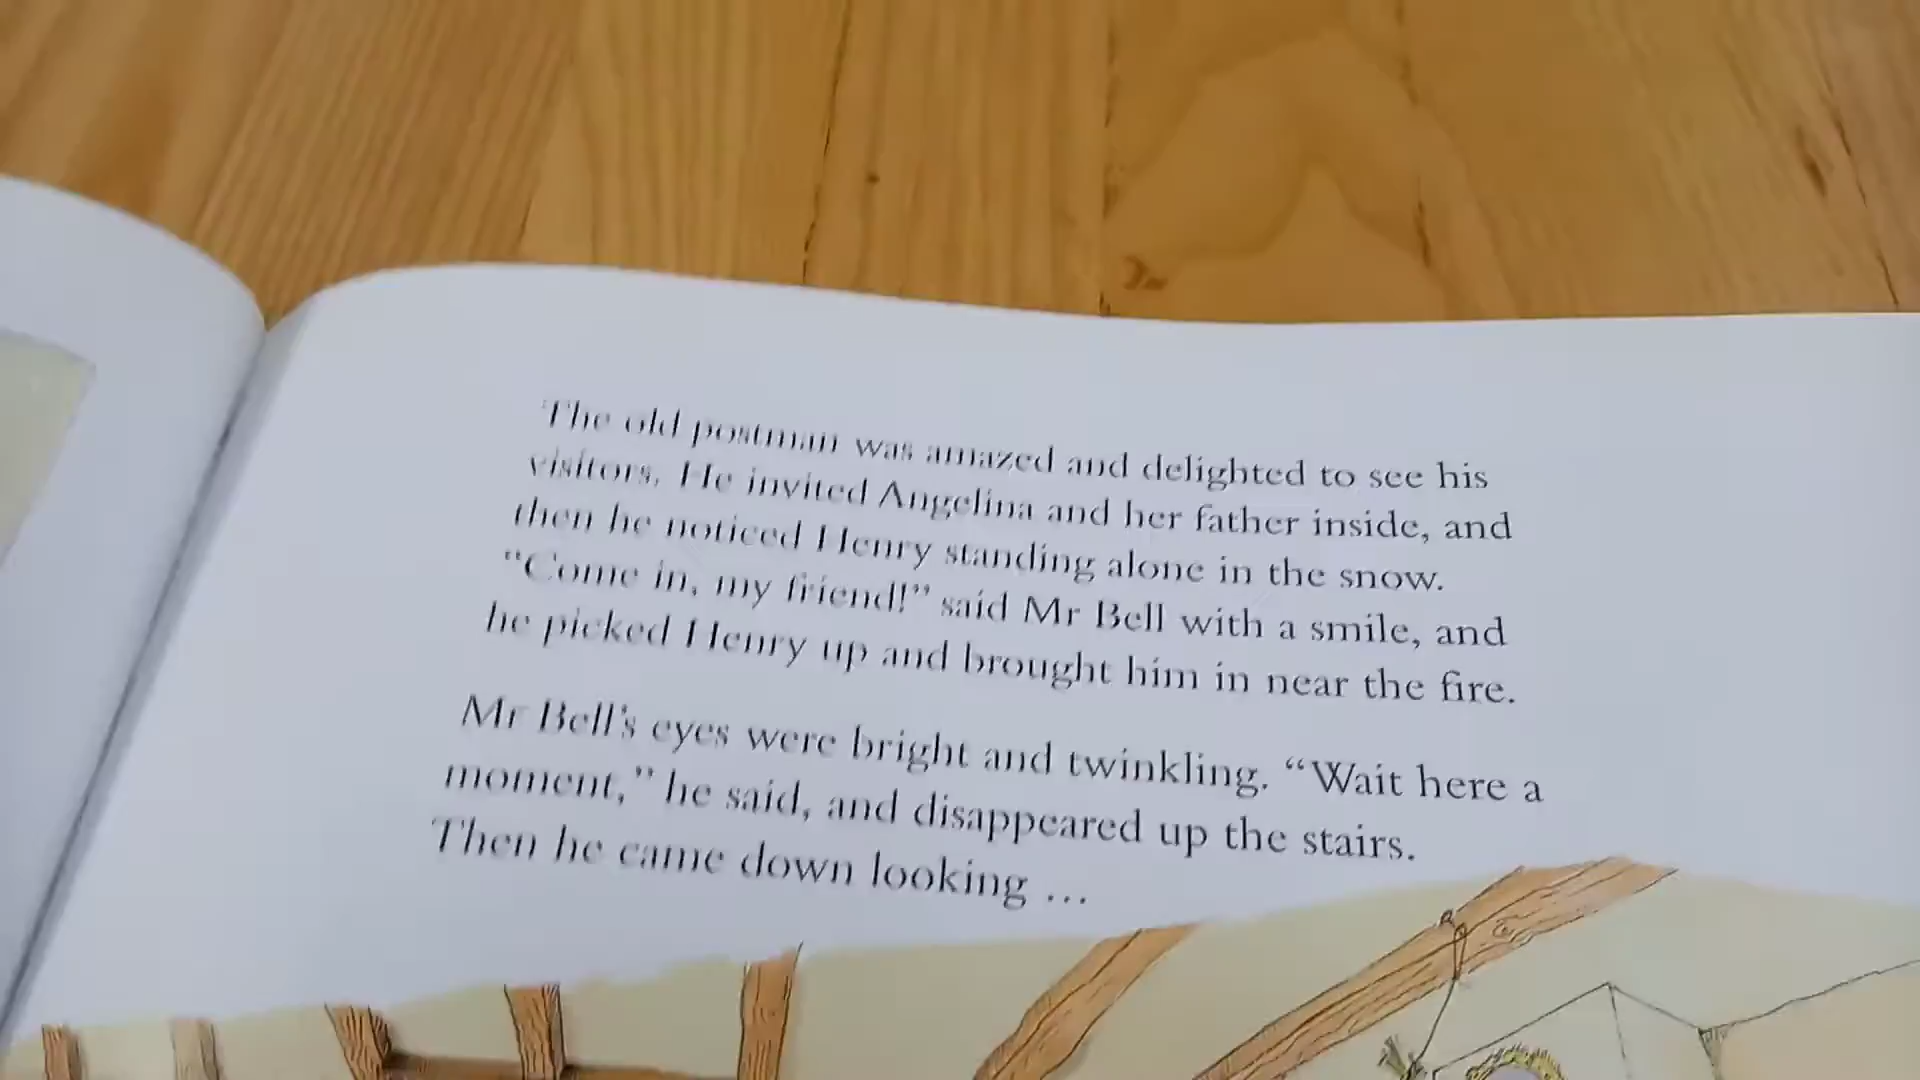 The old postman was amazed and delighted to see his
visitors. He invited Angelina and her father inside, and
then he noticed Henry standing alone in the snow.
“Come in, my friend!” said Mr Bell with a smile, and
he picked Henry up and brought him in near the fire.
Mr Bell’s eyes were bright and twinkling. “Wait here a
moment,” he said, and disappeared up the stairs.
Then he came down looking ...